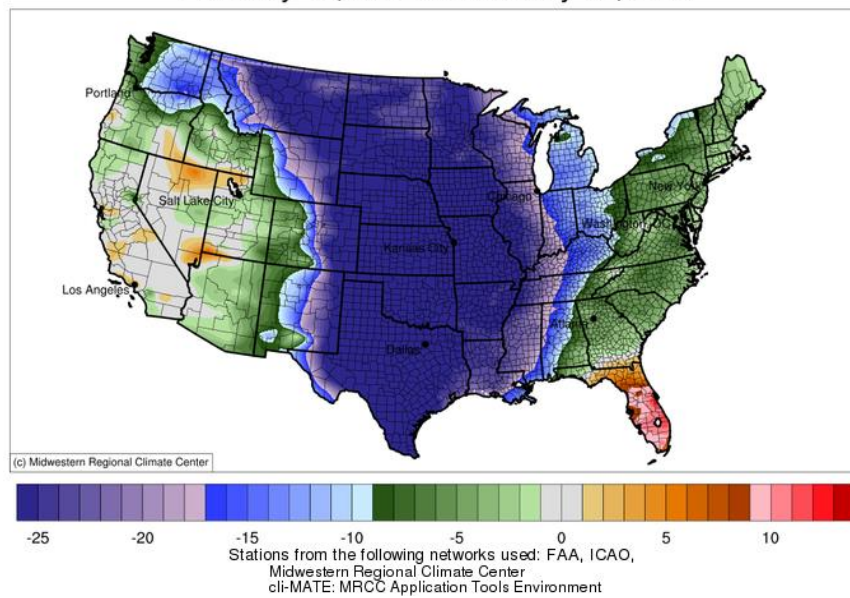 Portland
Salt Lake City
Chicago
New York
Washington, DC
Kansas City
Los Angeles
Atlanta
Dallas
(c) Midwestern Regional Climate Center
-25 -20 -15 -10 -5 0 5 10
Stations from the following networks used: FAA, ICAO,
Midwestern Regional Climate Center
cli-MATE: MRCC Application Tools Environment